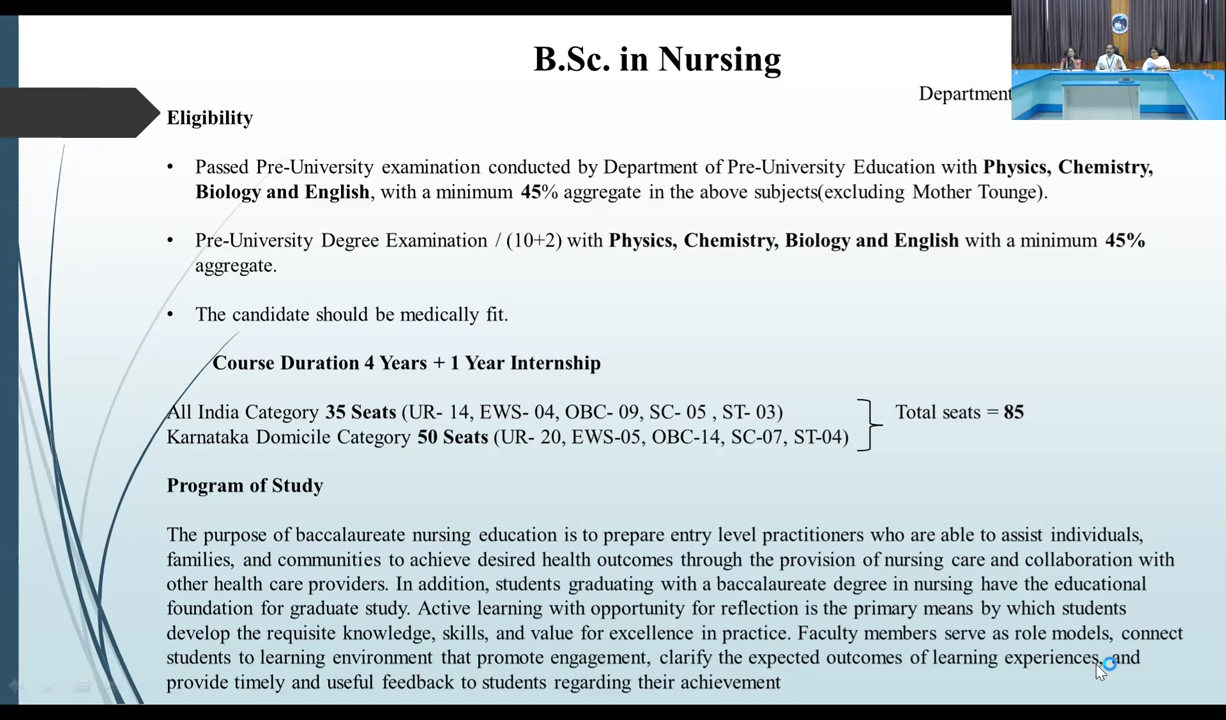 B.Sc. in Nursing
Department
Eligibility
• Passed Pre-University examination conducted by Department of Pre-University Education with Physics, Chemistry,
Biology and English, with a minimum 45% aggregate in the above subjects(excluding Mother Tounge).
• Pre-University Degree Examination / (10+2) with Physics, Chemistry, Biology and English with a minimum 45%
aggregate.
• The candidate should be medically fit.
Course Duration 4 Years + 1 Year Internship
All India Category 35 Seats (UR- 14, EWS- 04, OBC- 09, SC- 05 , ST- 03)
Karnataka Domicile Category 50 Seats (UR- 20, EWS-05, OBC-14, SC-07, ST-04)
Total seats = 85
Program of Study
The purpose of baccalaureate nursing education is to prepare entry level practitioners who are able to assist individuals,
families, and communities to achieve desired health outcomes through the provision of nursing care and collaboration with
other health care providers. In addition, students graduating with a baccalaureate degree in nursing have the educational
foundation for graduate study. Active learning with opportunity for reflection is the primary means by which students
develop the requisite knowledge, skills, and value for excellence in practice. Faculty members serve as role models, connect
students to learning environment that promote engagement, clarify the expected outcomes of learning experiences, and
provide timely and useful feedback to students regarding their achievement